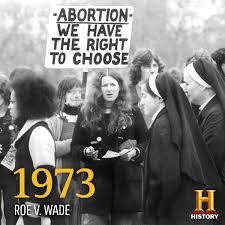 -ABORTION-
WE HAVE
THE RIGHT
TO CHOOSE
1973
ROE V. WADE
H
HISTORY